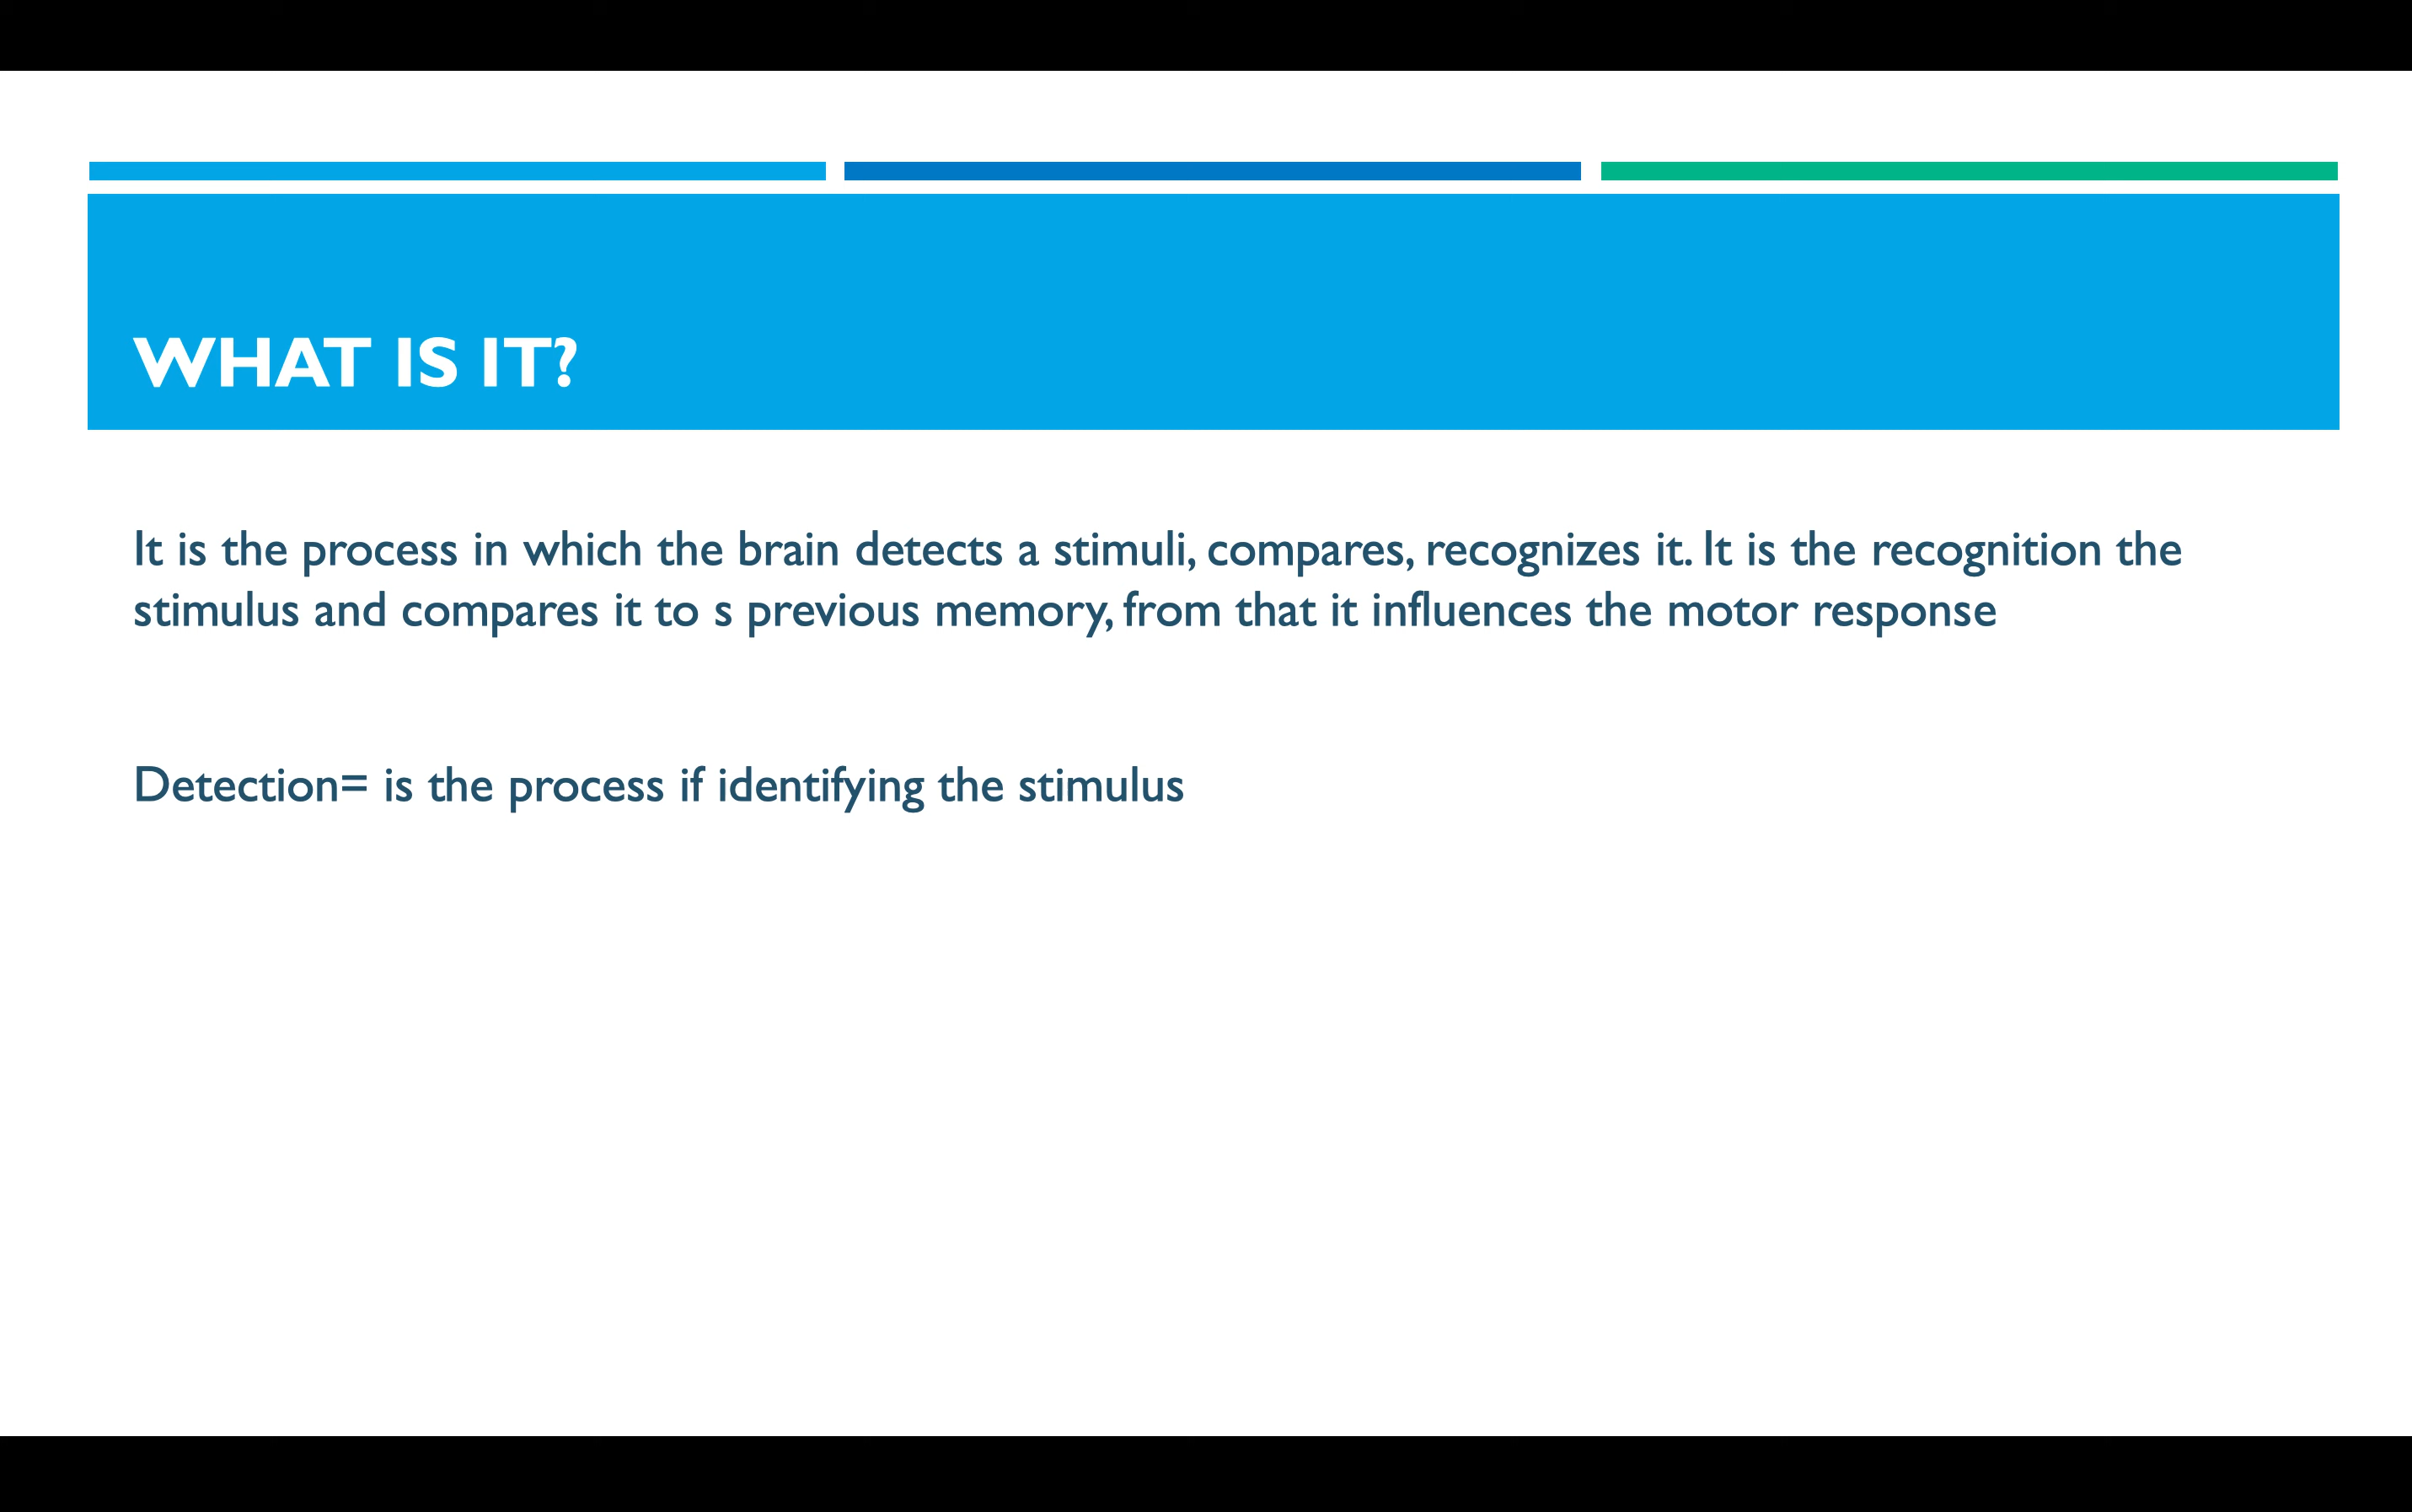 WHAT IS IT?
It is the process in which the brain detects a stimuli, compares, recognizes it. It is the recognition the
stimulus and compares it to s previous memory, from that it influences the motor response
Detection= is the process if identifying the stimulus